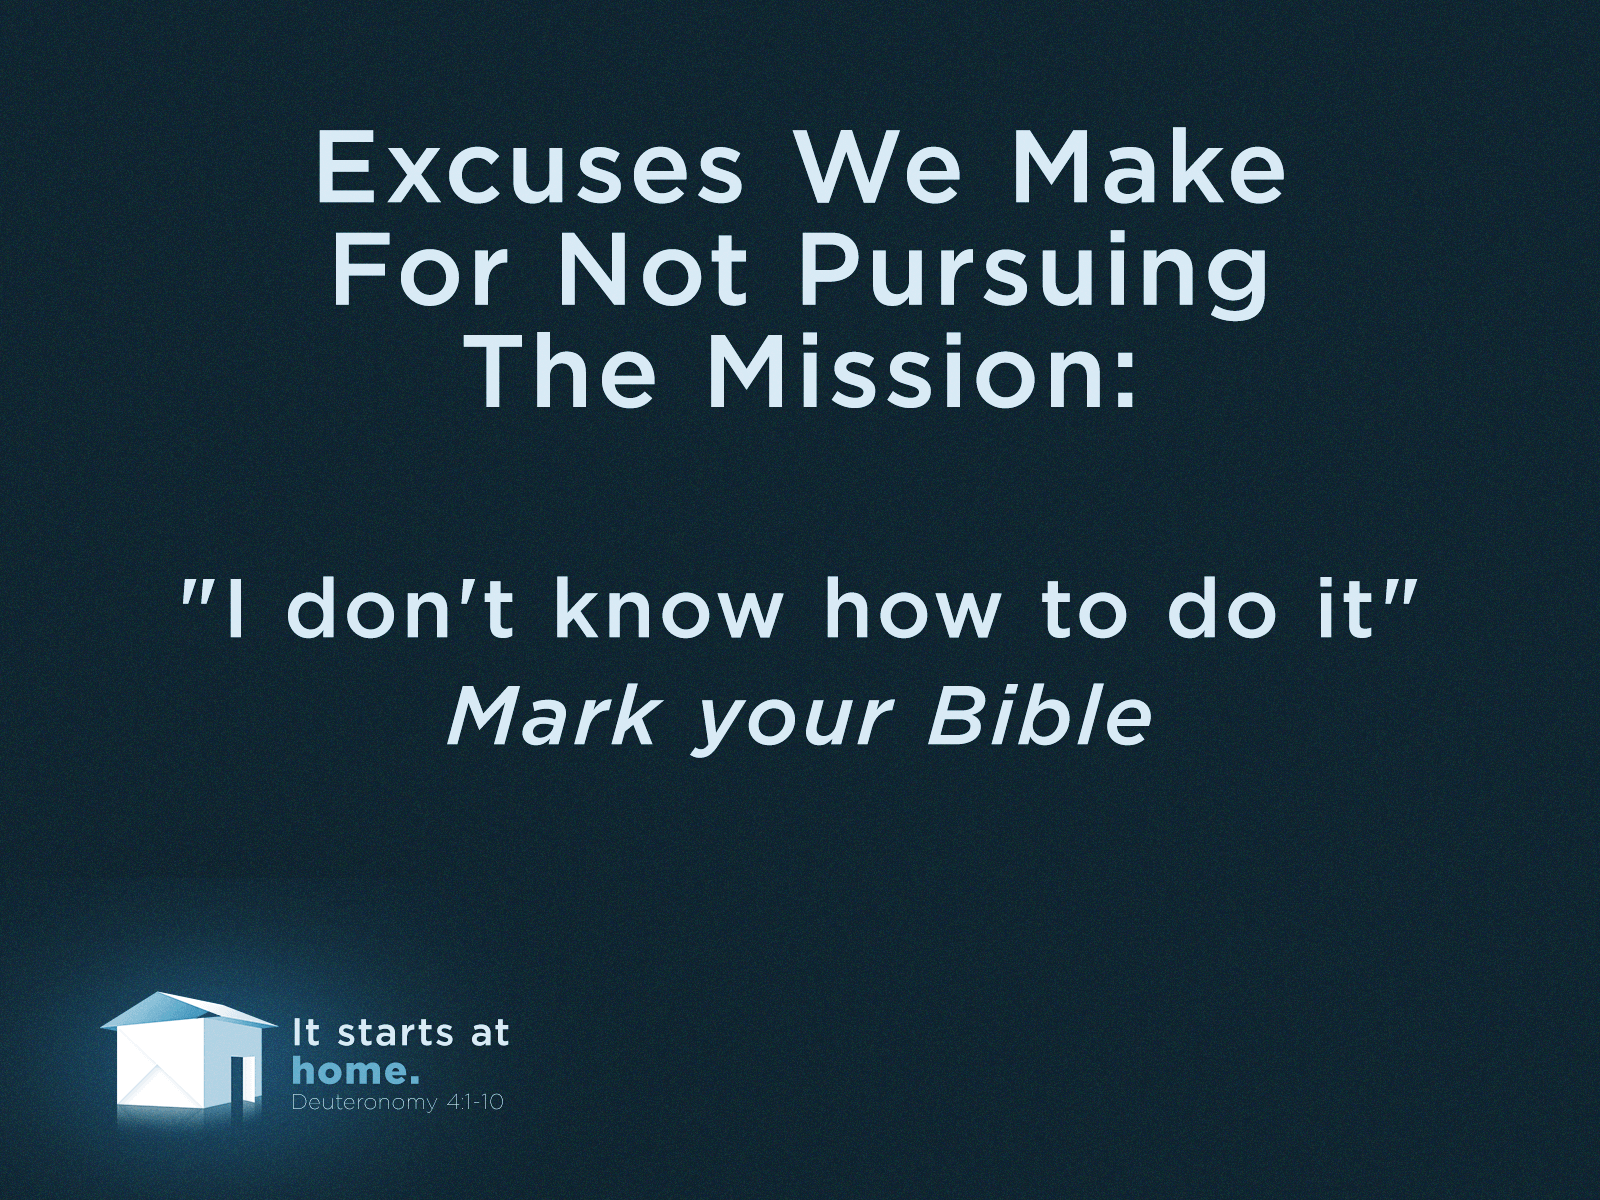 Excuses We Make
For Not Pursuing
The Mission:
"I don't know how to do it"
Mark your Bible
It starts at
home.
Deuteronomy 4:1-10